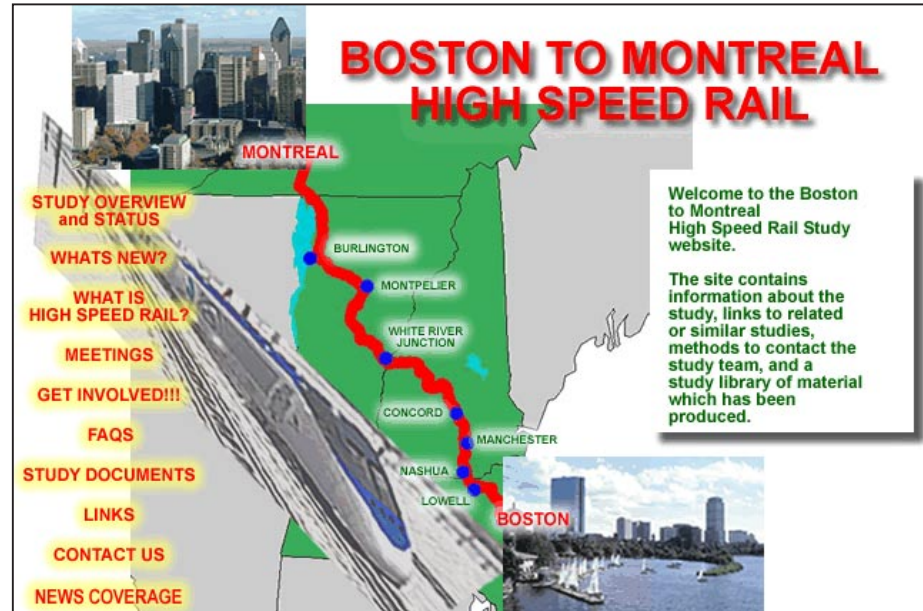 BOSTON TO MONTREAL
HIGH SPEED RAIL
MONTREAL
STUDY OVERVIEW
and STATUS
WHATS NEW?
WHAT IS
HIGH SPEED RAIL?
MEETINGS
GET INVOLVED!!!
FAQS
STUDY DOCUMENTS
LINKS
CONTACT US
NEWS COVERAGE
BURLINGTON
MONTPELIER
WHITE RIVER
JUNCTION
CONCORD
MANCHESTER
NASHUA
LOWELL
BOSTON
Welcome to the Boston
to Montreal
High Speed Rail Study
website.
The site contains
information about the
study, links to related
or similar studies,
methods to contact the
study team, and a
study library of material
which has been
produced.